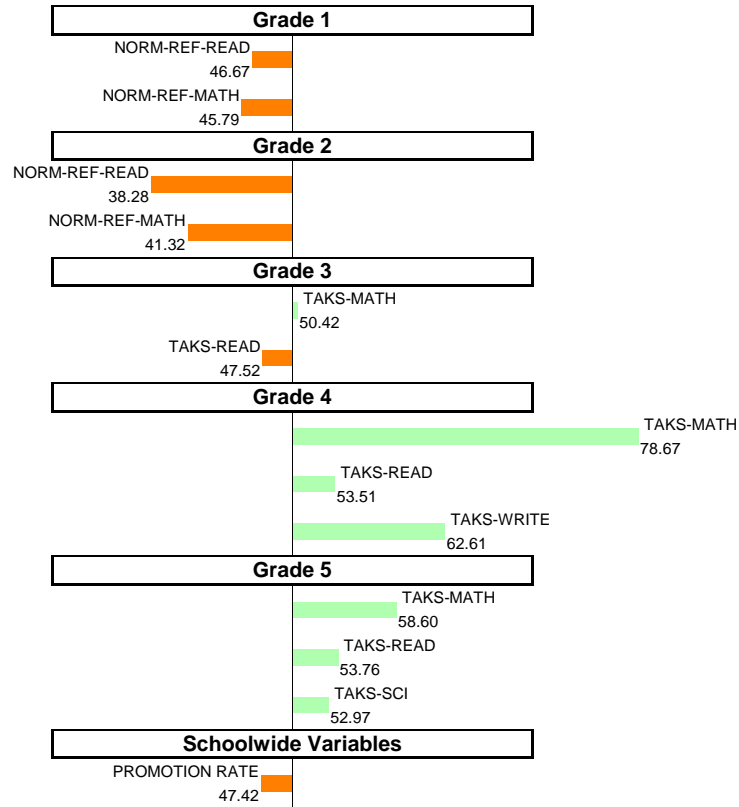 Grade 1
NORM-REF-READ
46.67
NORM-REF-MATH
45.79
Grade 2
NORM-REF-READ
38.28
NORM-REF-MATH
41.32
Grade 3
TAKS-MATH
50.42
TAKS-READ
47.52
Grade 4
TAKS-MATH
78.67
TAKS-READ
53.51
TAKS-WRITE
62.61
Grade 5
TAKS-MATH
58.60
TAKS-READ
53.76
TAKS-SCI
52.97
Schoolwide Variables
PROMOTION RATE
47.42